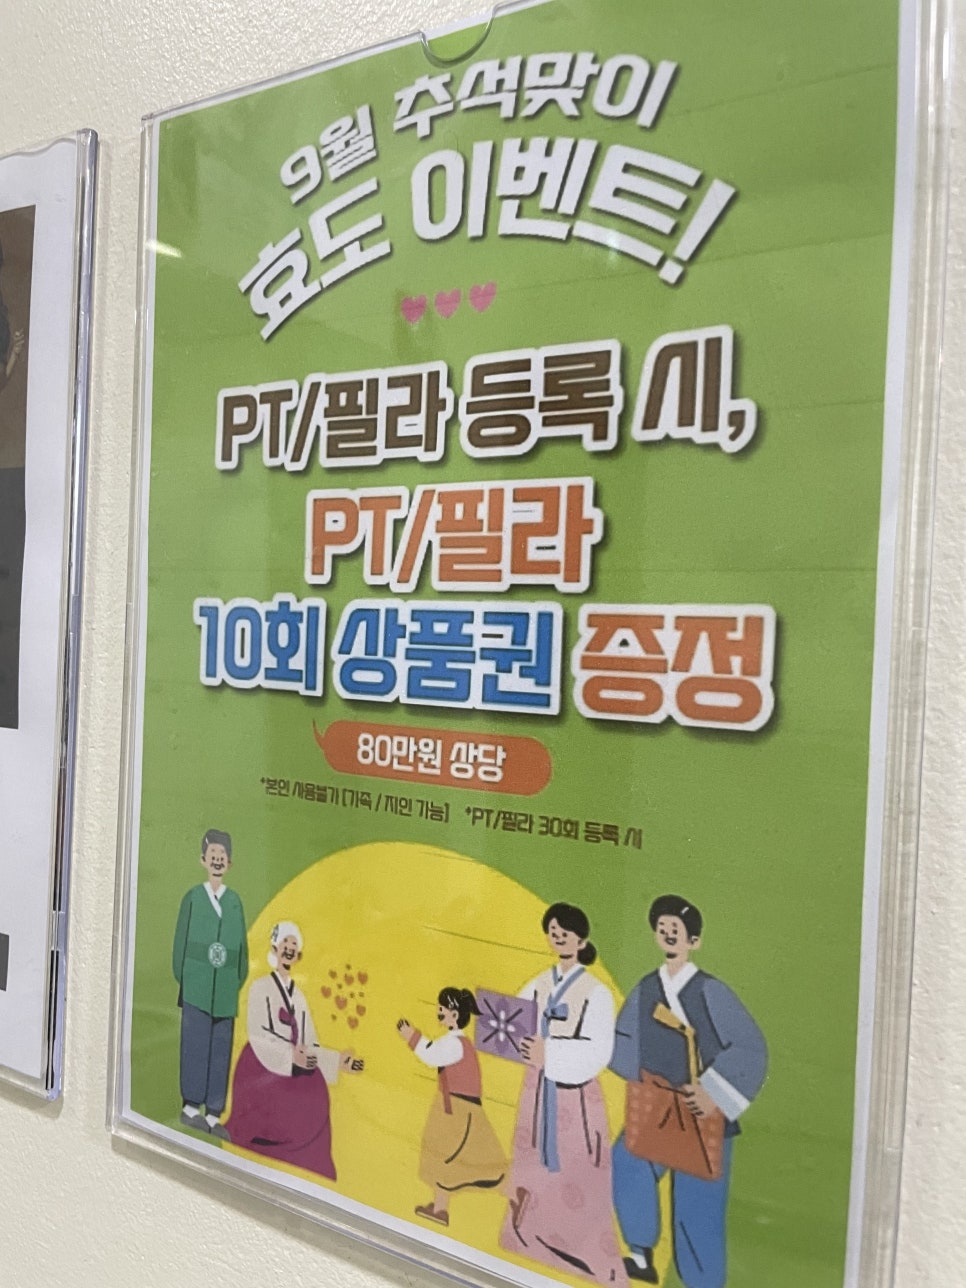 9월 추석맞이
효도 이벤트!
PT/필라 등록 시,
PT/필라
10회 상품권 증정
80만원 상당
*본인 사용불가 [가족 / 지인 가능] *PT/필라 30회 등록 시